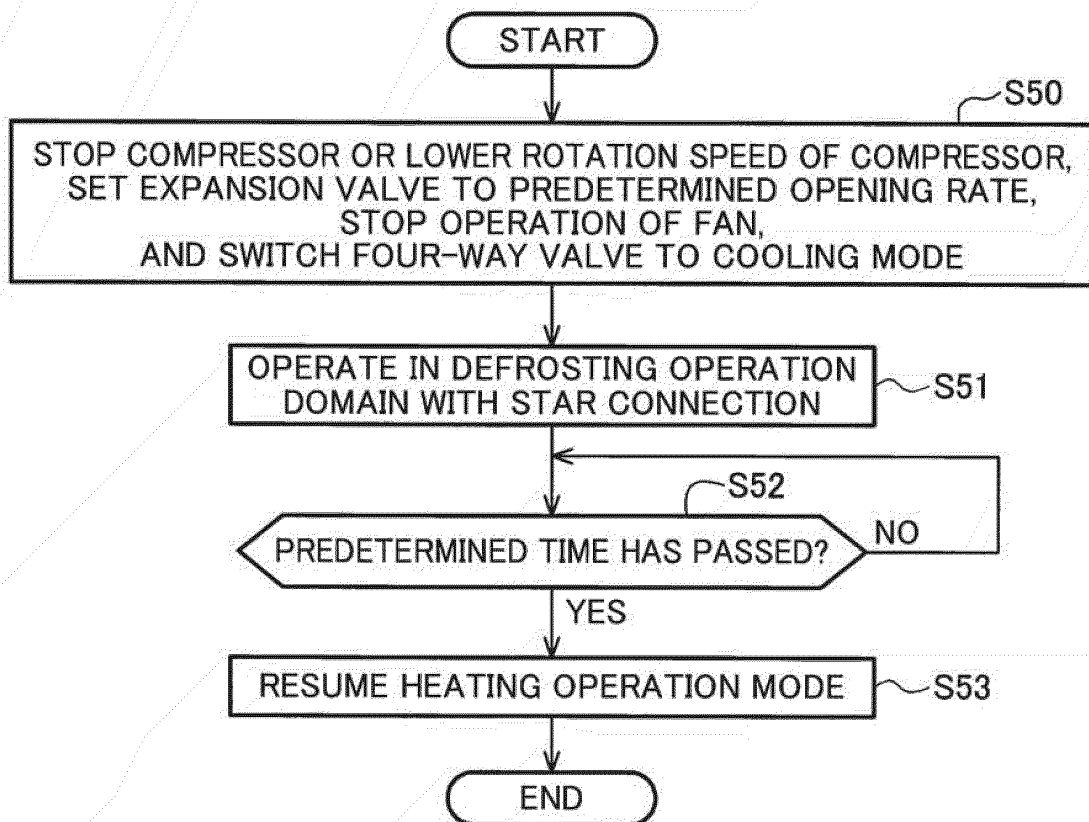 START
S50
STOP COMPRESSOR OR LOWER ROTATION SPEED OF COMPRESSOR,
SET EXPANSION VALVE TO PREDETERMINED OPENING RATE,
STOP OPERATION OF FAN,
AND SWITCH FOUR-WAY VALVE TO COOLING MODE
OPERATE IN DEFROSTING OPERATION
DOMAIN WITH STAR CONNECTION
S51
S52
PREDETERMINED TIME HAS PASSED?
NO
YES
RESUME HEATING OPERATION MODE
S53
END